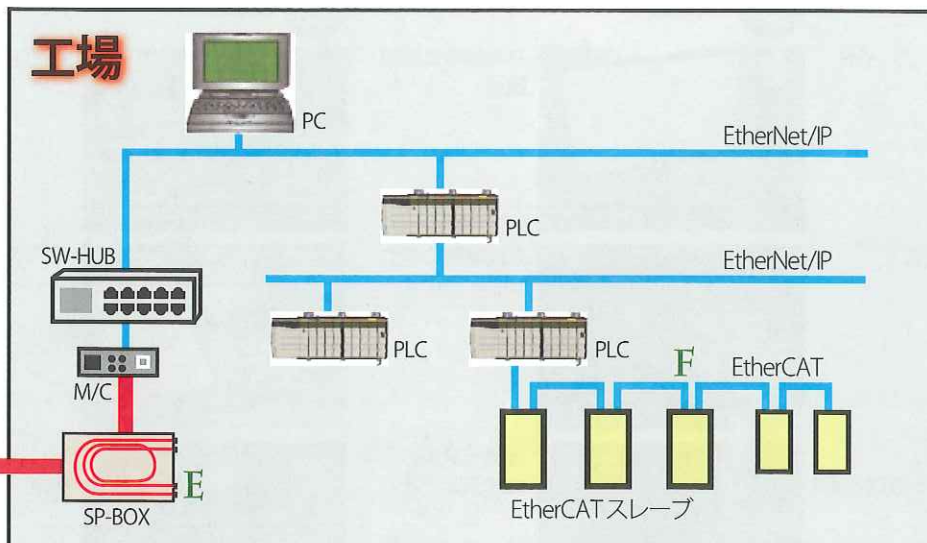 工場
PC
EtherNet/IP
PLC
SW-HUB
EtherNet/IP
PLC
PLC
M/C
F
EtherCAT
E
SP-BOX
EtherCATスレーブ